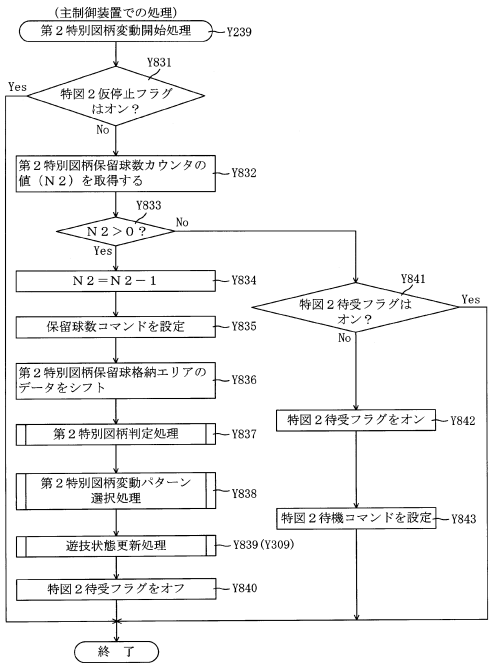 (主制御装置での処理)
第2特別図柄変動開始処理
Y239
Y831
Yes
特図2仮停止フラグ
はオン?
No
第2特別図柄保留球数カウンタの
値(N2)を取得する
Y832
Y833
N2>0?
No
Yes
N2=N2-1
Y834
Y841
特図2待受フラグは
オン?
Yes
No
保留球数コマンドを設定
Y835
第2特別図柄保留球格納エリアの
データをシフト
Y836
特図2待受フラグをオン
Y842
第2特別図柄判定処理
Y837
第2特別図柄変動パターン
選択処理
Y838
特図2待機コマンドを設定
Y843
遊技状態更新処理
Y839(Y309)
特図2待受フラグをオフ
Y840
終 了